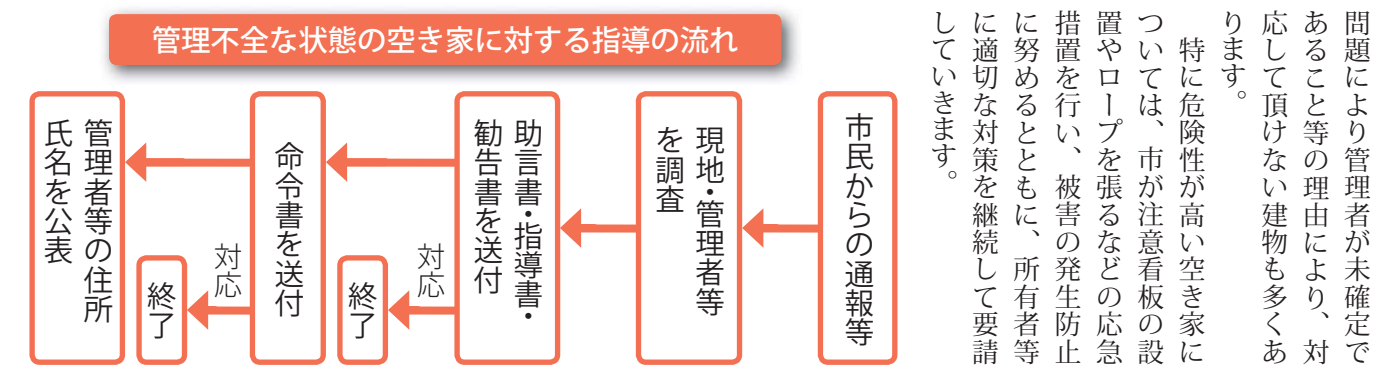 問題により管理者が未確定で
あること等の理由により、対
応して頂けない建物も多くあ
ります。
特に危険性が高い空き家に
ついては、市が注意看板の設
置やロープを張るなどの応急
措置を行い、被害の発生防止
に努めるとともに、所有者等
に適切な対策を継続して要請
していきます。
管理不全な状態の空き家に対する指導の流れ
市民からの通報等
現地・管理者等
を調査
助言書・指導書・
勧告書を送付
対応
終了
命令書を送付
対応
終了
管理者等の住所
氏名を公表